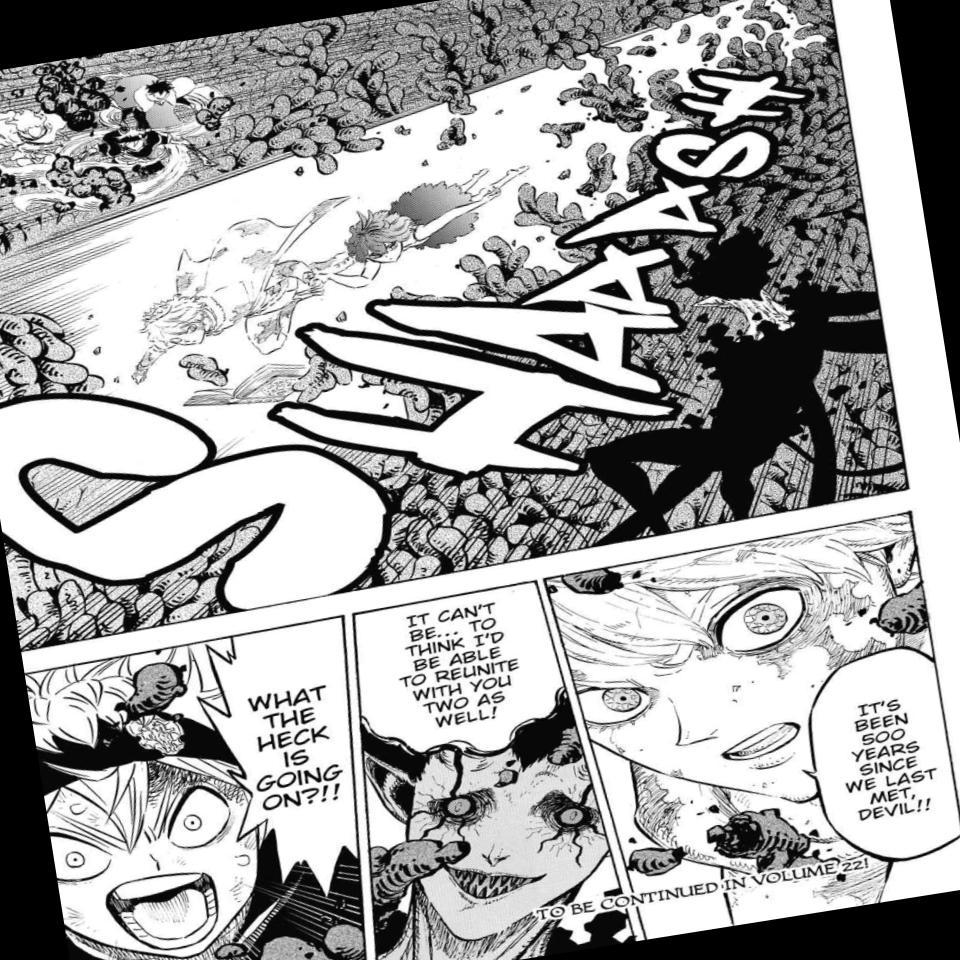 SHAAASH
IT'S
BEEN
500
YEARS
SINCE
WE LAST
MET,
DEVIL!!
IT CAN'T
BE... TO
THINK I'D
BE ABLE
TO REUNITE
WITH YOU
TWO AS
WELL!
WHAT
THE
HECK
IS
GOING
ON?!!
TO BE CONTINUED IN VOLUME 22!